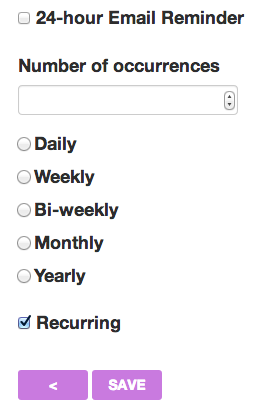 24-hour Email Reminder
Number of occurrences
Daily
Weekly
Bi-weekly
Monthly
Yearly
Recurring
< SAVE